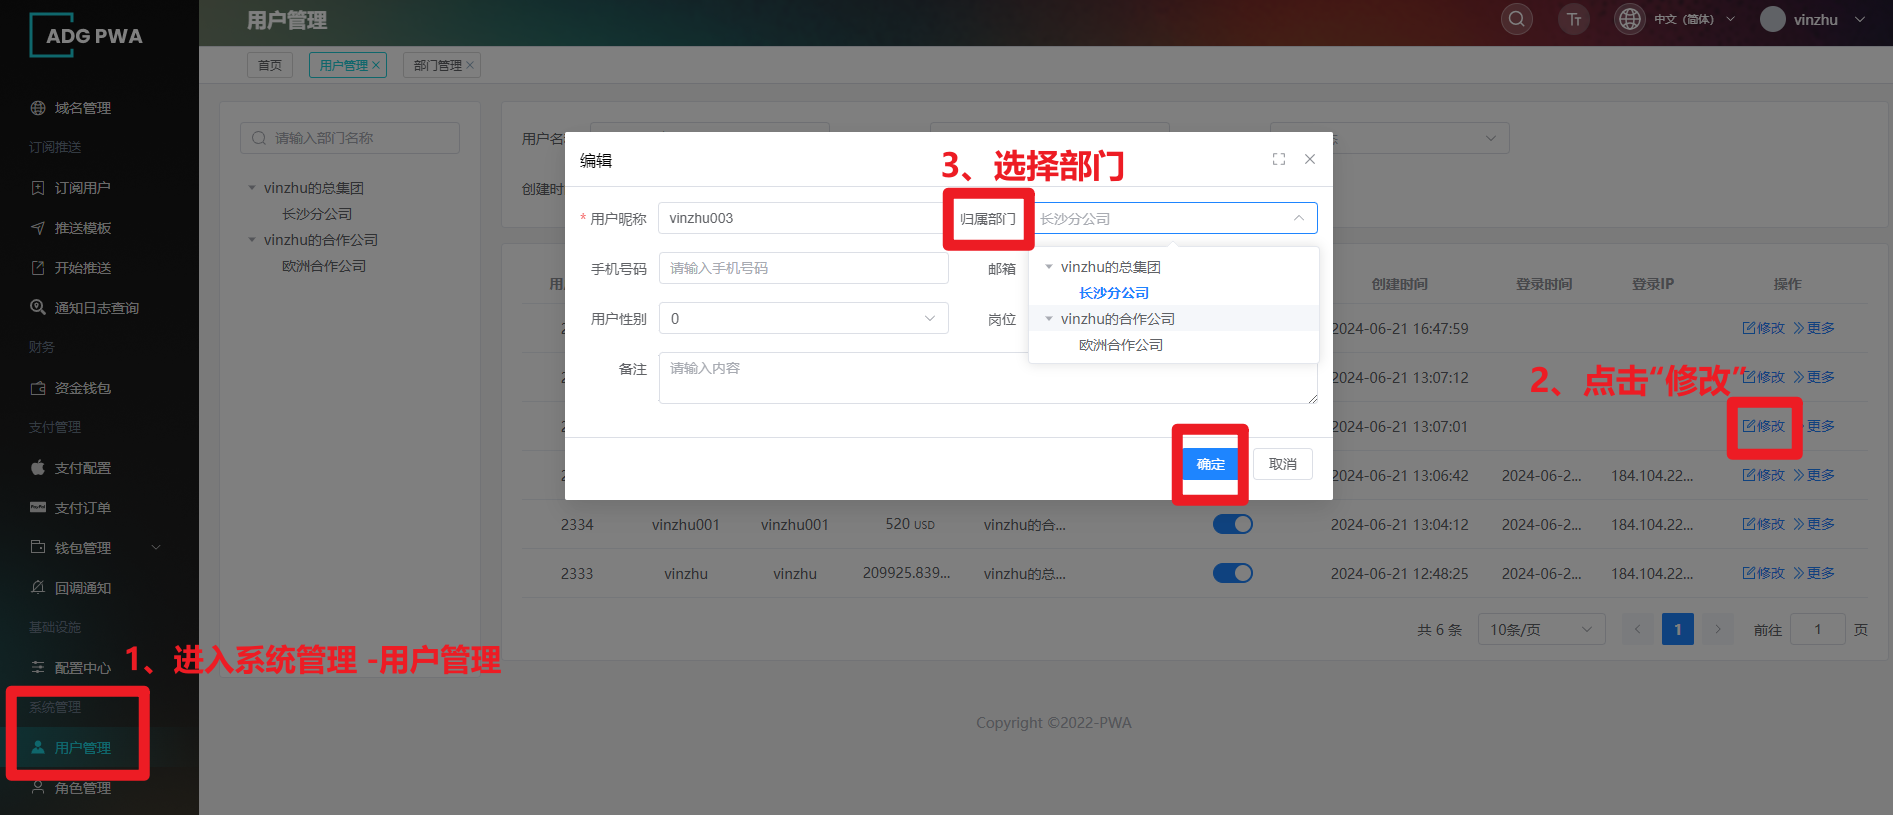 ADG PWA
用户管理
中文（简体）
vinzhu
首页
用户管理
部门管理
域名管理
订阅推送
订阅用户
推送模板
开始推送
通知日志查询
财务
资金钱包
支付管理
支付配置
支付订单
钱包管理
回调通知
基础设施
配置中心
系统管理
用户管理
角色管理
1、进入系统管理 -用户管理
请输入部门名称
vinzhu的总集团
长沙分公司
vinzhu的合作公司
欧洲合作公司
用户名
创建时
编辑
3、选择部门
* 用户昵称
vinzhu003
归属部门
长沙分公司
手机号码
请输入手机号码
邮箱
用户性别
0
岗位
备注
请输入内容
vinzhu的总集团
长沙分公司
vinzhu的合作公司
欧洲合作公司
确定
取消
2、点击“修改”
创建时间 登录时间 登录IP 操作
2024-06-21 16:47:59 修改 更多
2024-06-21 13:07:12 修改 更多
2024-06-21 13:07:01 修改 更多
2024-06-21 13:06:42 2024-06-2... 184.104.22... 修改 更多
2334 vinzhu001 vinzhu001 520 USD vinzhu的合... 2024-06-21 13:04:12 2024-06-2... 184.104.22... 修改 更多
2333 vinzhu vinzhu 209925.839... vinzhu的总... 2024-06-21 12:48:25 2024-06-2... 184.104.22... 修改 更多
共 6 条 10条/页 1 前往 1 页
Copyright ©2022-PWA